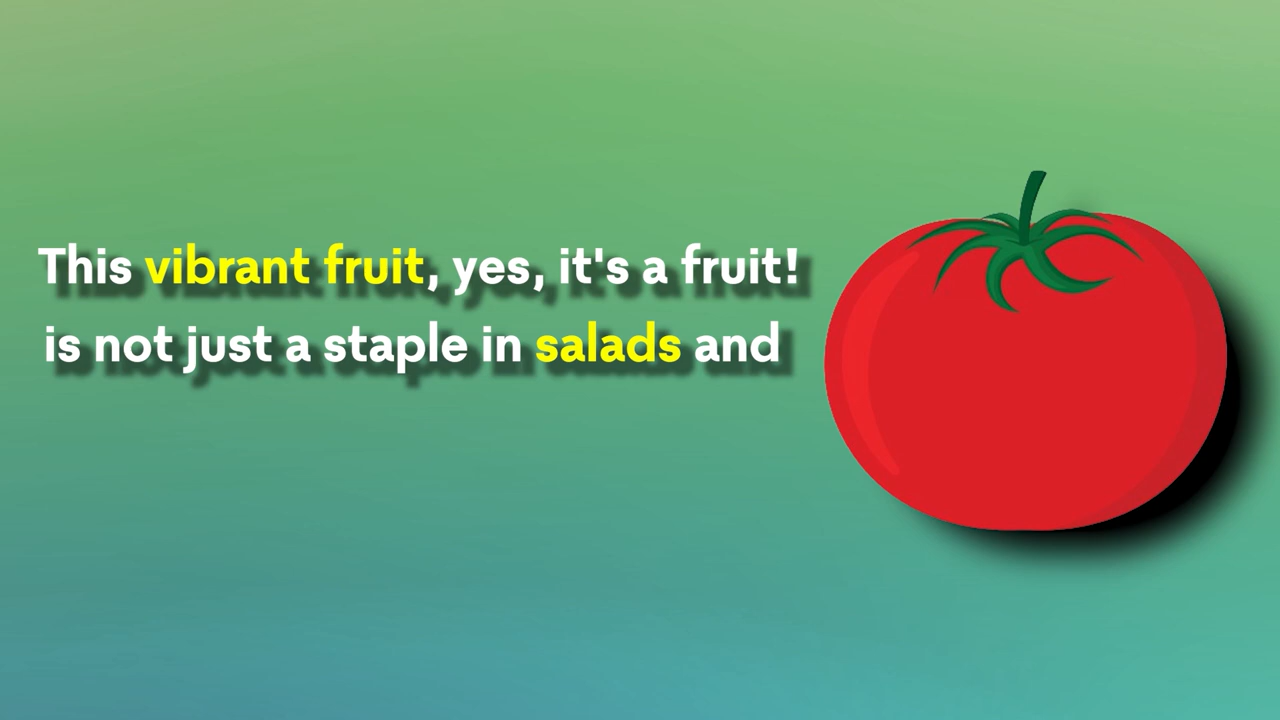 This vibrant fruit, yes, it's a fruit!
is not just a staple in salads and